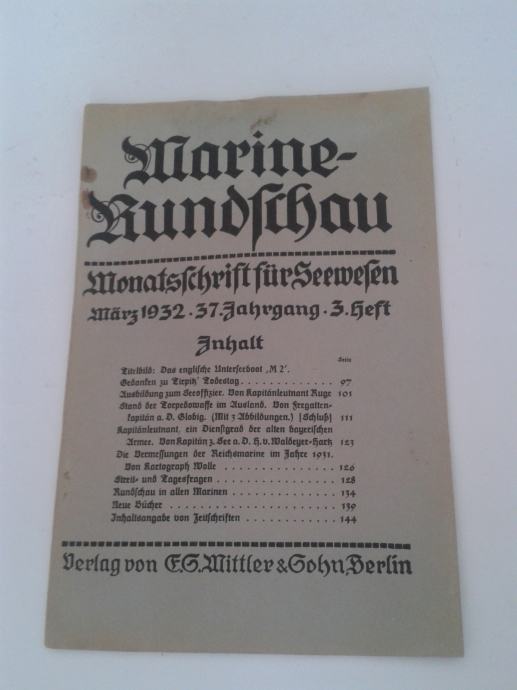 Marine-
Rundschau
Monatsschrift für Seewesen
März 1932 · 37. Jahrgang · 3. Heft
Inhalt
Seite
Titelbild: Das englische Unterseeboot „M 2".
Gedanken zu Tirpitz' Todestag . . . . . . . . . . . . 97
Ausbildung zum Seeoffizier. Von Kapitänleutnant Ruge 101
Stand der Torpedowaffe im Ausland. Von Fregatten-
kapitän a. D. Gladig. (Mit 3 Abbildungen.) [Schluß] 111
Kapitänleutnant, ein Dienstgrad der alten bayerischen
Armee. Von Kapitän z. See a. D. H. v. Waldeyer-Hartz 123
Die Vermessungen der Reichsmarine im Jahre 1931.
Von Kartograph Wolle . . . . . . . . . . . . . . 126
Streit- und Tagesfragen . . . . . . . . . . . . . . . 128
Rundschau in allen Marinen . . . . . . . . . . . . . 134
Neue Bücher . . . . . . . . . . . . . . . . . . . . 139
Inhaltsangabe von Zeitschriften . . . . . . . . . . . 144
Verlag von E.S. Mittler & Sohn, Berlin